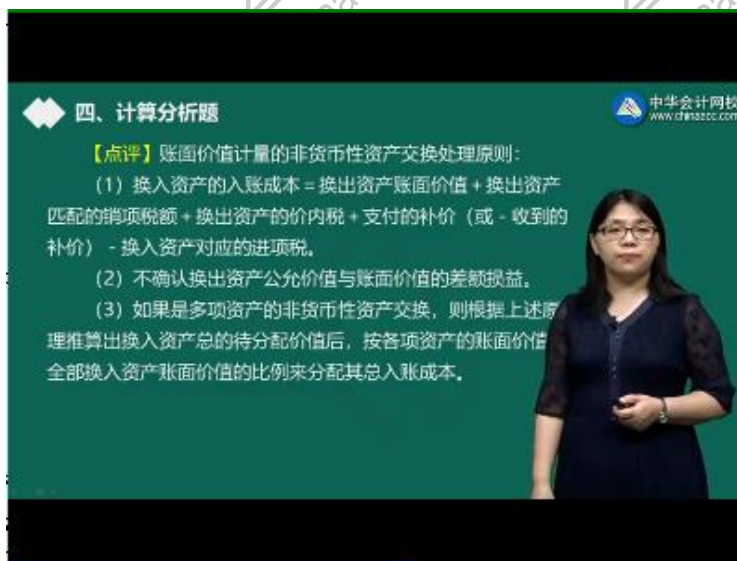 四、计算分析题
中华会计网校
www.chinaacc.com
【点评】账面价值计量的非货币性资产交换处理原则：
（1）换入资产的入账成本=换出资产账面价值+换出资产
匹配的销项税额+换出资产的价内税+支付的补价（或-收到的
补价）-换入资产对应的进项税。
（2）不确认换出资产公允价值与账面价值的差额损益。
（3）如果是多项资产的非货币性资产交换，则根据上述原
理推算出换入资产总的待分配价值后，按各项资产的账面价值
全部换入资产账面价值的比例来分配其总入账成本。